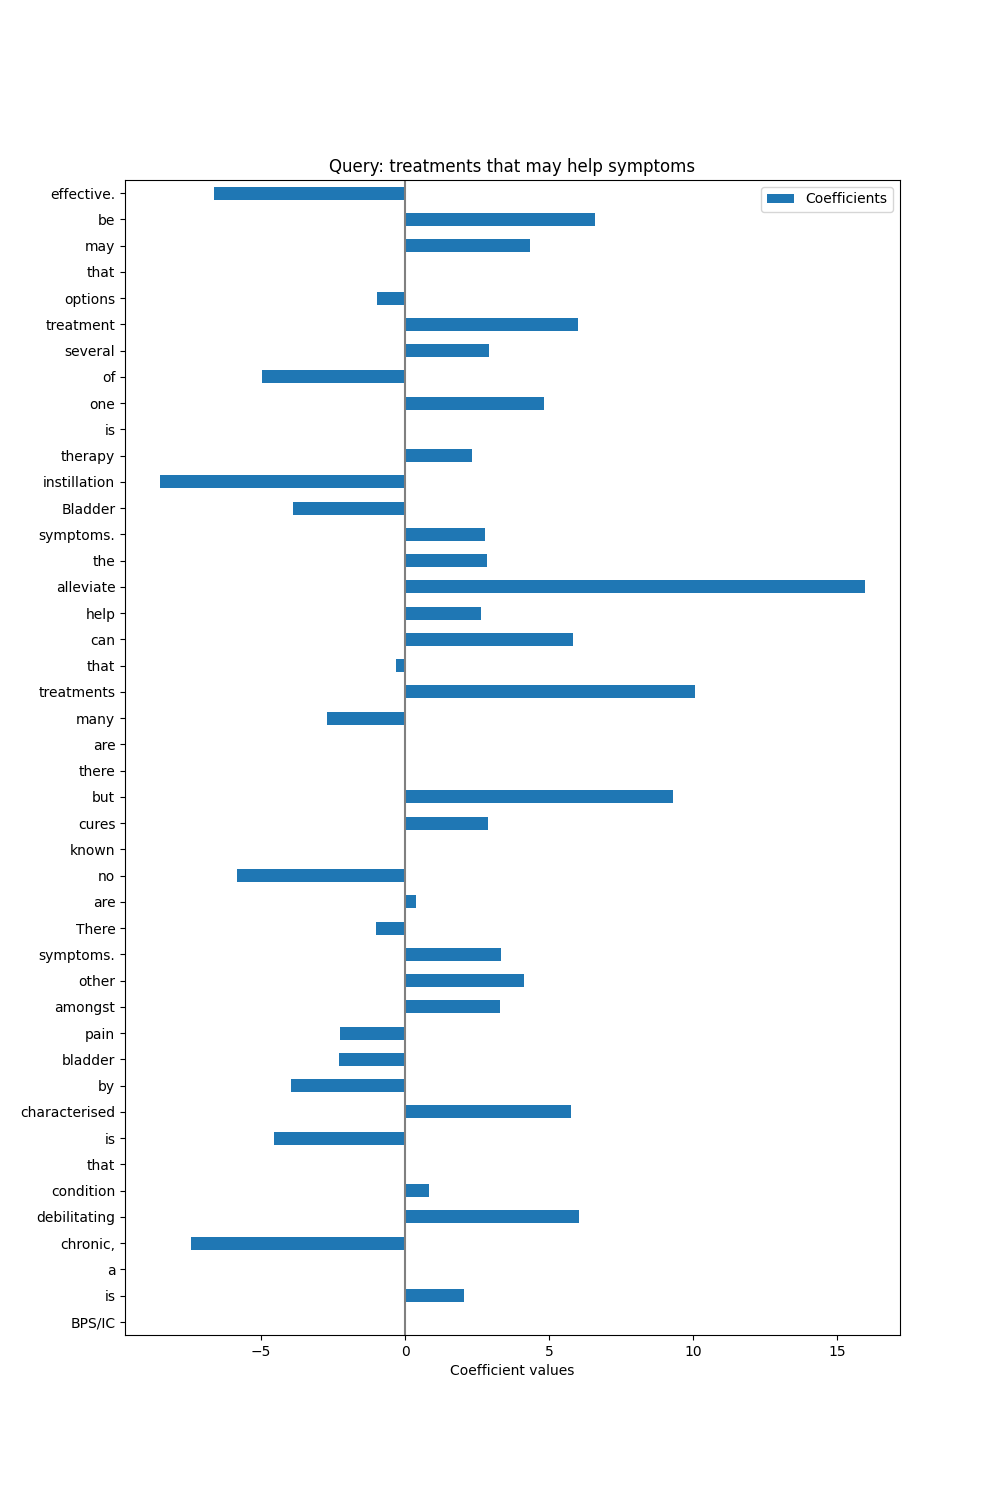 Query: treatments that may help symptoms
Coefficients
effective.
be
may
that
options
treatment
several
of
one
is
therapy
instillation
Bladder
symptoms.
the
alleviate
help
can
that
treatments
many
are
there
but
cures
known
no
are
There
symptoms.
other
amongst
pain
bladder
by
characterised
is
that
condition
debilitating
chronic,
a
is
BPS/IC
−5 0 5 10 15
Coefficient values